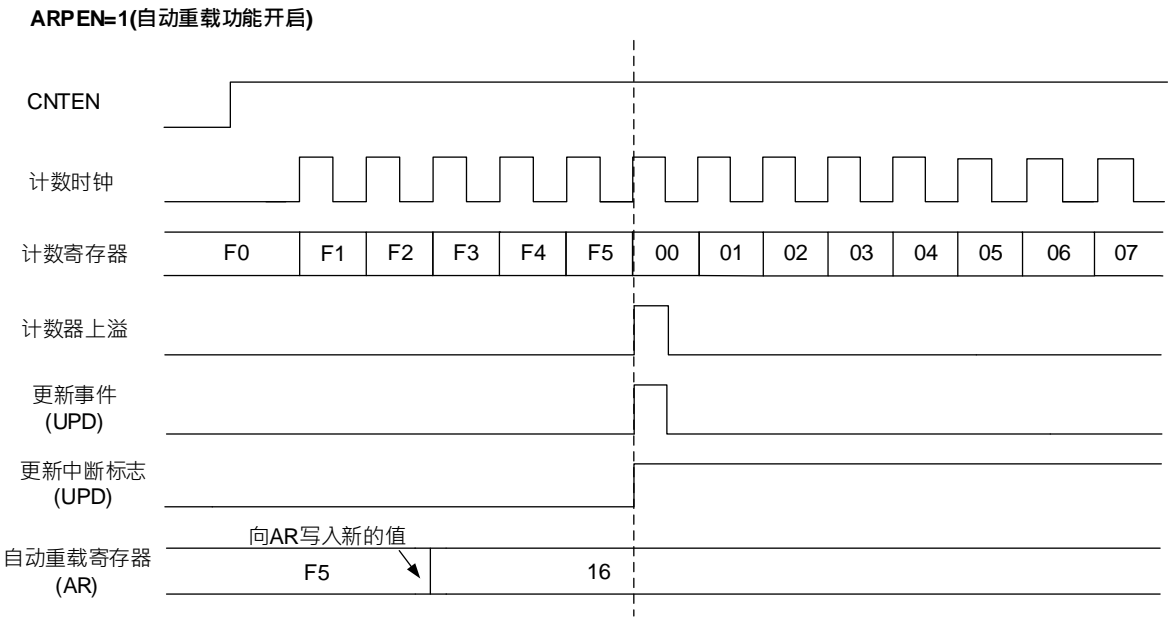 ARPEN=1(自动重载功能开启)
CNTEN
计数时钟
计数寄存器 F0 F1 F2 F3 F4 F5 00 01 02 03 04 05 06 07
计数器上溢
更新事件
(UPD)
更新中断标志
(UPD)
向AR写入新的值
自动重载寄存器
(AR)
F5 16